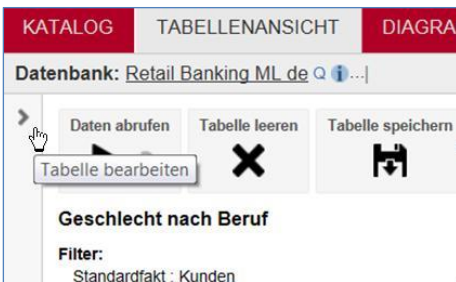 KATALOG TABELLENANSICHT DIAGRA
Datenbank: Retail Banking ML de ...|
Daten abrufen Tabelle leeren Tabelle speichern
Tabelle bearbeiten
Geschlecht nach Beruf
Filter:
Standardfakt : Kunden